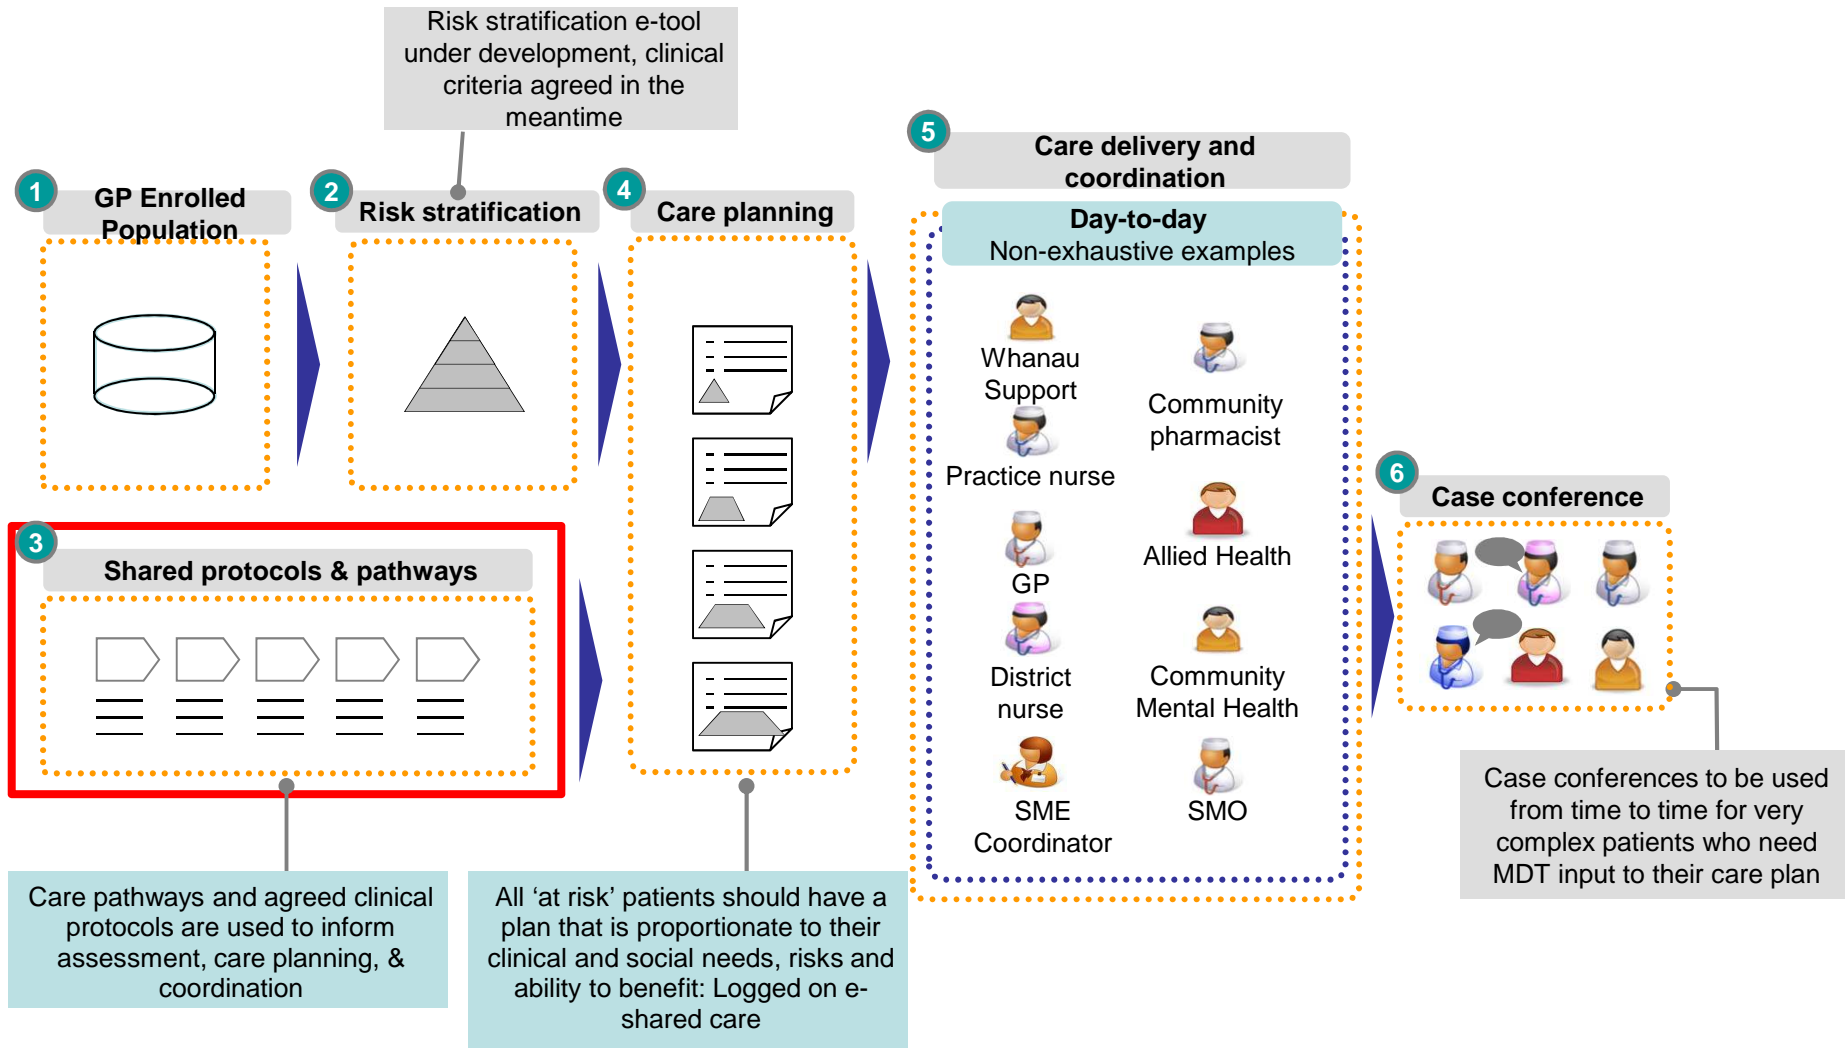 Risk stratification e-tool
under development, clinical
criteria agreed in the
meantime
1
GP Enrolled
Population
2
Risk stratification
3
Shared protocols & pathways
Care pathways and agreed clinical
protocols are used to inform
assessment, care planning, &
coordination
4
Care planning
All ‘at risk’ patients should have a
plan that is proportionate to their
clinical and social needs, risks and
ability to benefit: Logged on e-
shared care
5
Care delivery and
coordination
Day-to-day
Non-exhaustive examples
Whanau
Support
Practice nurse
GP
District
nurse
SME
Coordinator
Community
pharmacist
Allied Health
Community
Mental Health
SMO
6
Case conference
Case conferences to be used
from time to time for very
complex patients who need
MDT input to their care plan